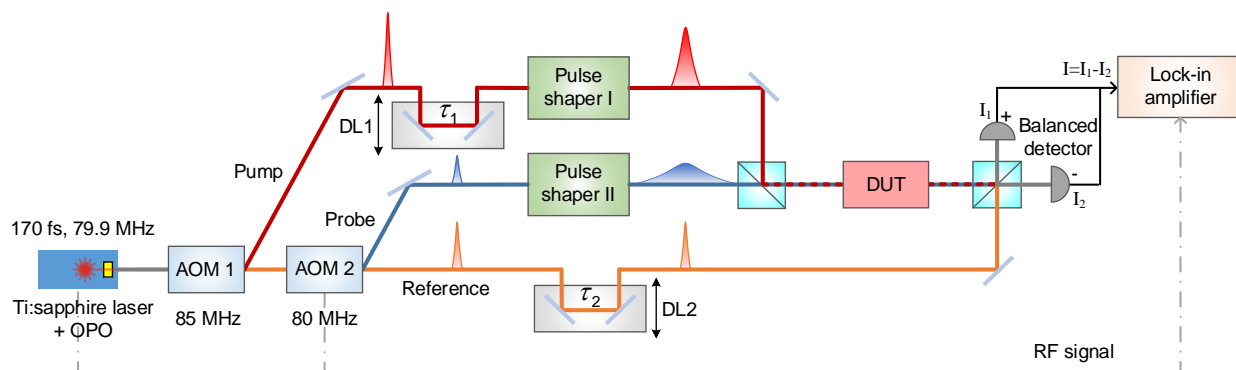 I=I₁-I₂
Lock-in
amplifier
Pulse
shaper I
τ₁
DL1
I₁
+
Balanced
detector
Pump
Pulse
shaper II
DUT
-
I₂
Probe
170 fs, 79.9 MHz
AOM 1
AOM 2
Reference
τ₂
DL2
Ti:sapphire laser
+ OPO
85 MHz
80 MHz
RF signal